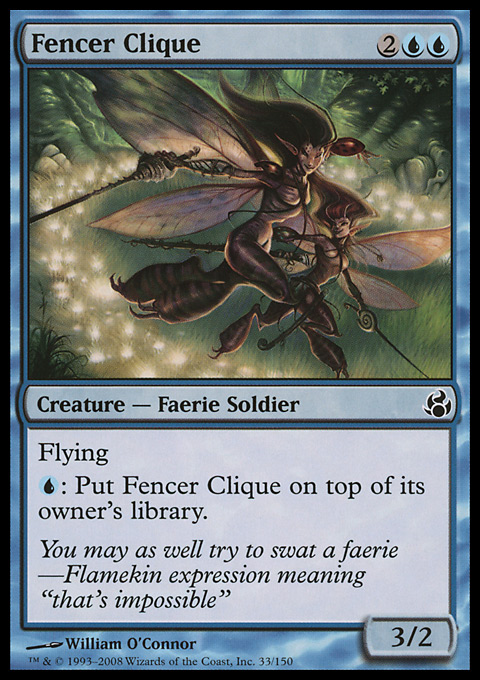 Fencer Clique 2
Creature — Faerie Soldier
Flying
: Put Fencer Clique on top of its
owner's library.
You may as well try to swat a faerie
—Flamekin expression meaning
"that's impossible"
3/2
William O'Connor
™ & © 1993–2008 Wizards of the Coast, Inc. 33/150